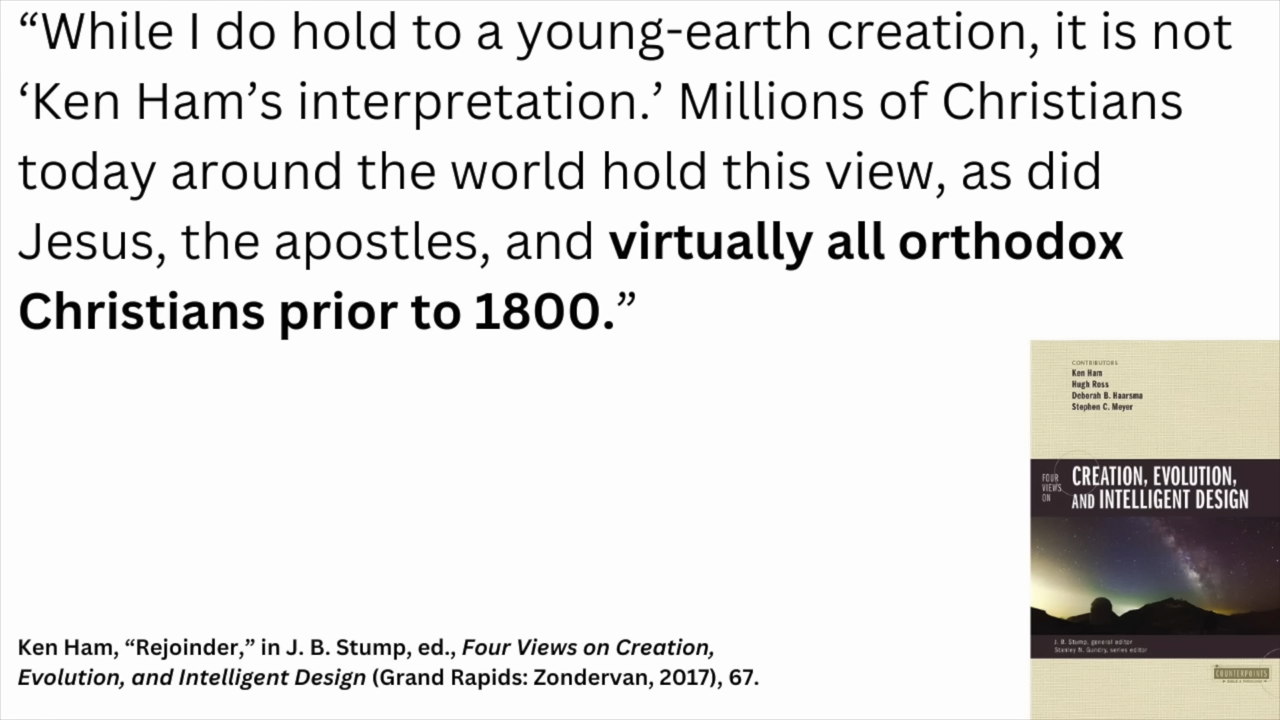 “While I do hold to a young-earth creation, it is not
‘Ken Ham’s interpretation.’ Millions of Christians
today around the world hold this view, as did
Jesus, the apostles, and virtually all orthodox
Christians prior to 1800.”
CONTRIBUTORS
Ken Ham
Hugh Ross
Deborah B. Haarsma
Stephen C. Meyer
FOUR
VIEWS
ON
CREATION, EVOLUTION,
AND INTELLIGENT DESIGN
J. B. Stump, general editor
Stanley N. Gundry, series editor
COUNTERPOINTS
Ken Ham, “Rejoinder,” in J. B. Stump, ed., Four Views on Creation,
Evolution, and Intelligent Design (Grand Rapids: Zondervan, 2017), 67.